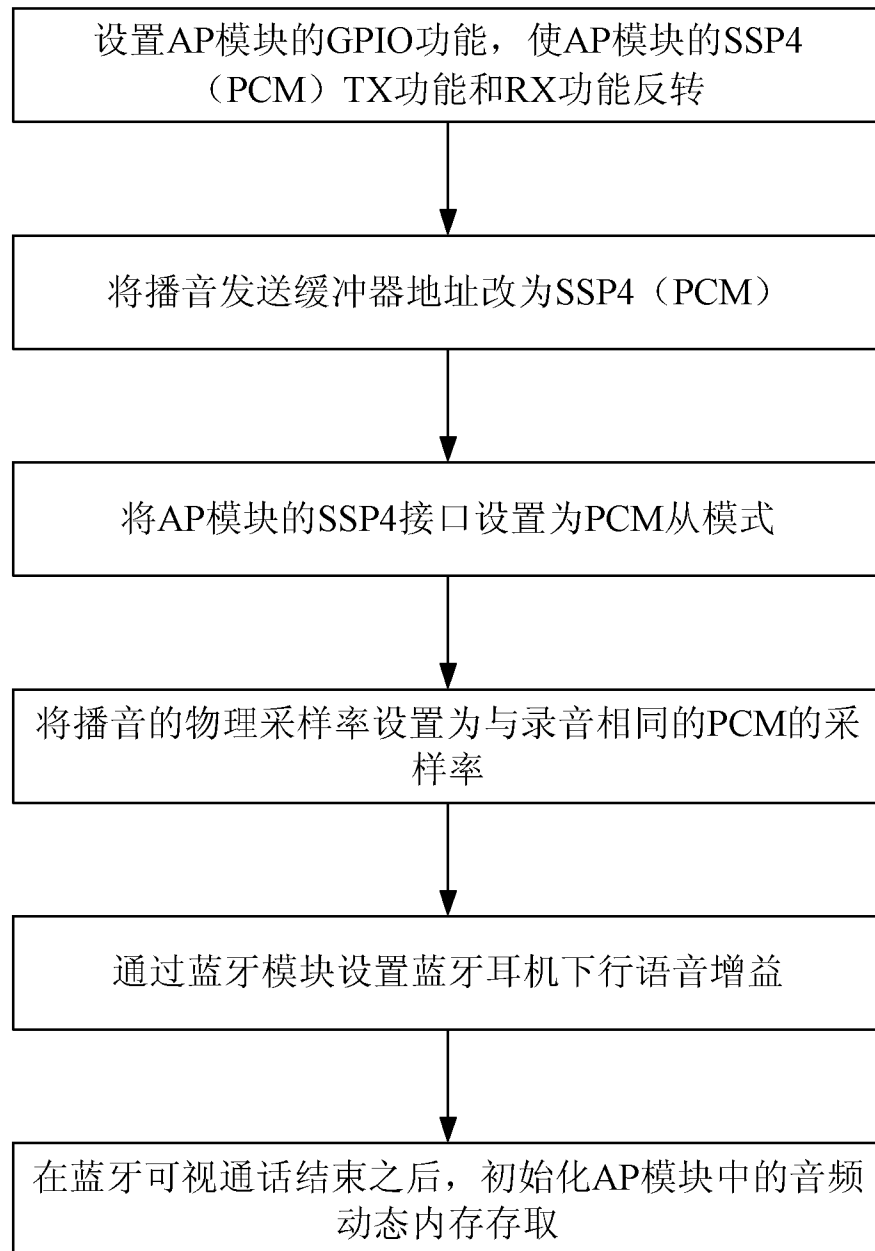 设置AP模块的GPIO功能，使AP模块的SSP4
（PCM）TX功能和RX功能反转
将播音发送缓冲器地址改为SSP4（PCM）
将AP模块的SSP4接口设置为PCM从模式
将播音的物理采样率设置为与录音相同的PCM的采
样率
通过蓝牙模块设置蓝牙耳机下行语音增益
在蓝牙可视通话结束之后，初始化AP模块中的音频
动态内存存取